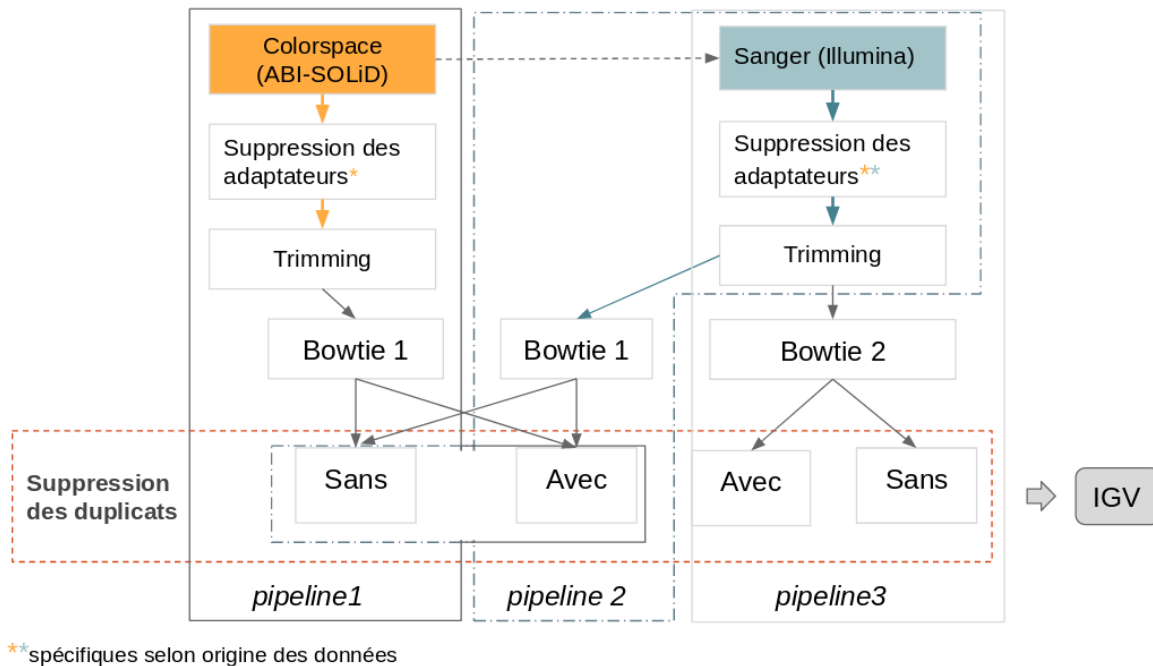 Colorspace
(ABI-SOLiD)
Sanger (Illumina)
Suppression des
adaptateurs*
Suppression des
adaptateurs**
Trimming
Trimming
Bowtie 1
Bowtie 1
Bowtie 2
Suppression
des duplicats
Sans
Avec
Avec
Sans
IGV
pipeline1
pipeline 2
pipeline3
**spécifiques selon origine des données